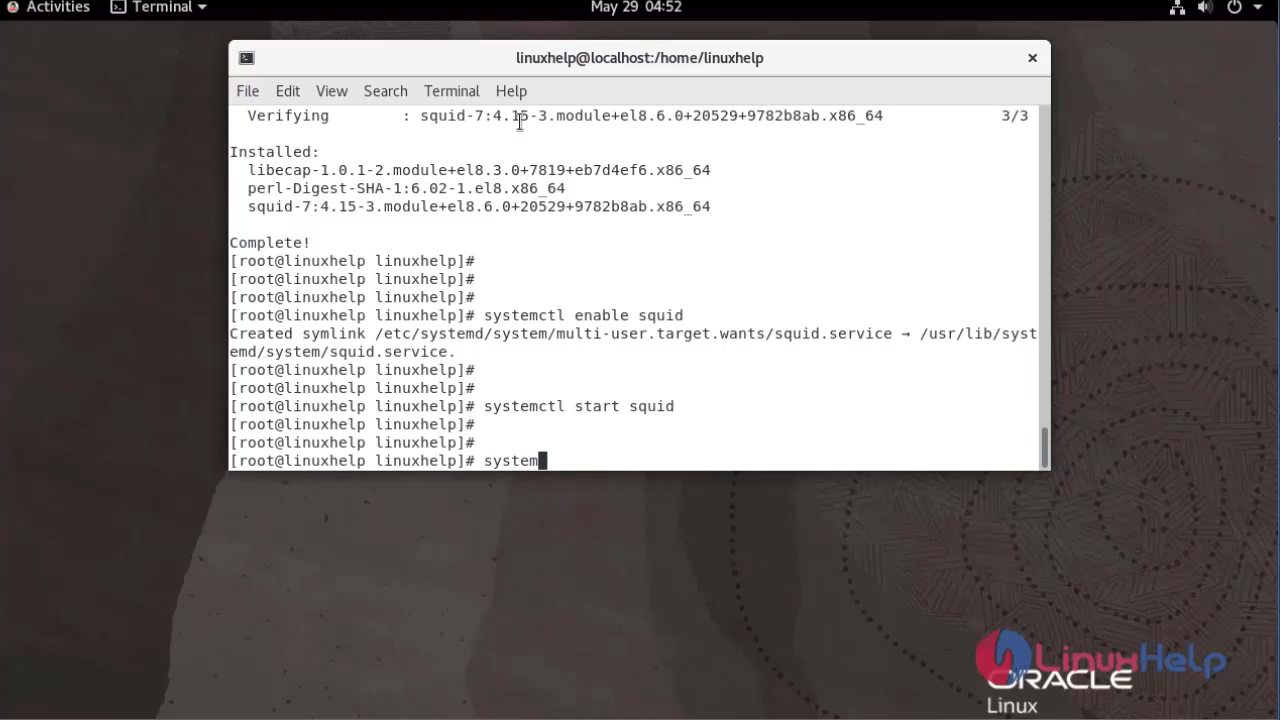 Activities Terminal May 29 04:52
linuxhelp@localhost:/home/linuxhelp
File Edit View Search Terminal Help
Verifying : squid-7:4.15-3.module+el8.6.0+20529+9782b8ab.x86_64 3/3
Installed:
libecap-1.0.1-2.module+el8.3.0+7819+eb7d4ef6.x86_64
perl-Digest-SHA-1:6.02-1.el8.x86_64
squid-7:4.15-3.module+el8.6.0+20529+9782b8ab.x86_64
Complete!
[root@linuxhelp linuxhelp]#
[root@linuxhelp linuxhelp]#
[root@linuxhelp linuxhelp]#
[root@linuxhelp linuxhelp]# systemctl enable squid
Created symlink /etc/systemd/system/multi-user.target.wants/squid.service → /usr/lib/syst
emd/system/squid.service.
[root@linuxhelp linuxhelp]#
[root@linuxhelp linuxhelp]#
[root@linuxhelp linuxhelp]# systemctl start squid
[root@linuxhelp linuxhelp]#
[root@linuxhelp linuxhelp]#
[root@linuxhelp linuxhelp]# system
LinuxHelp
ORACLE
Linux